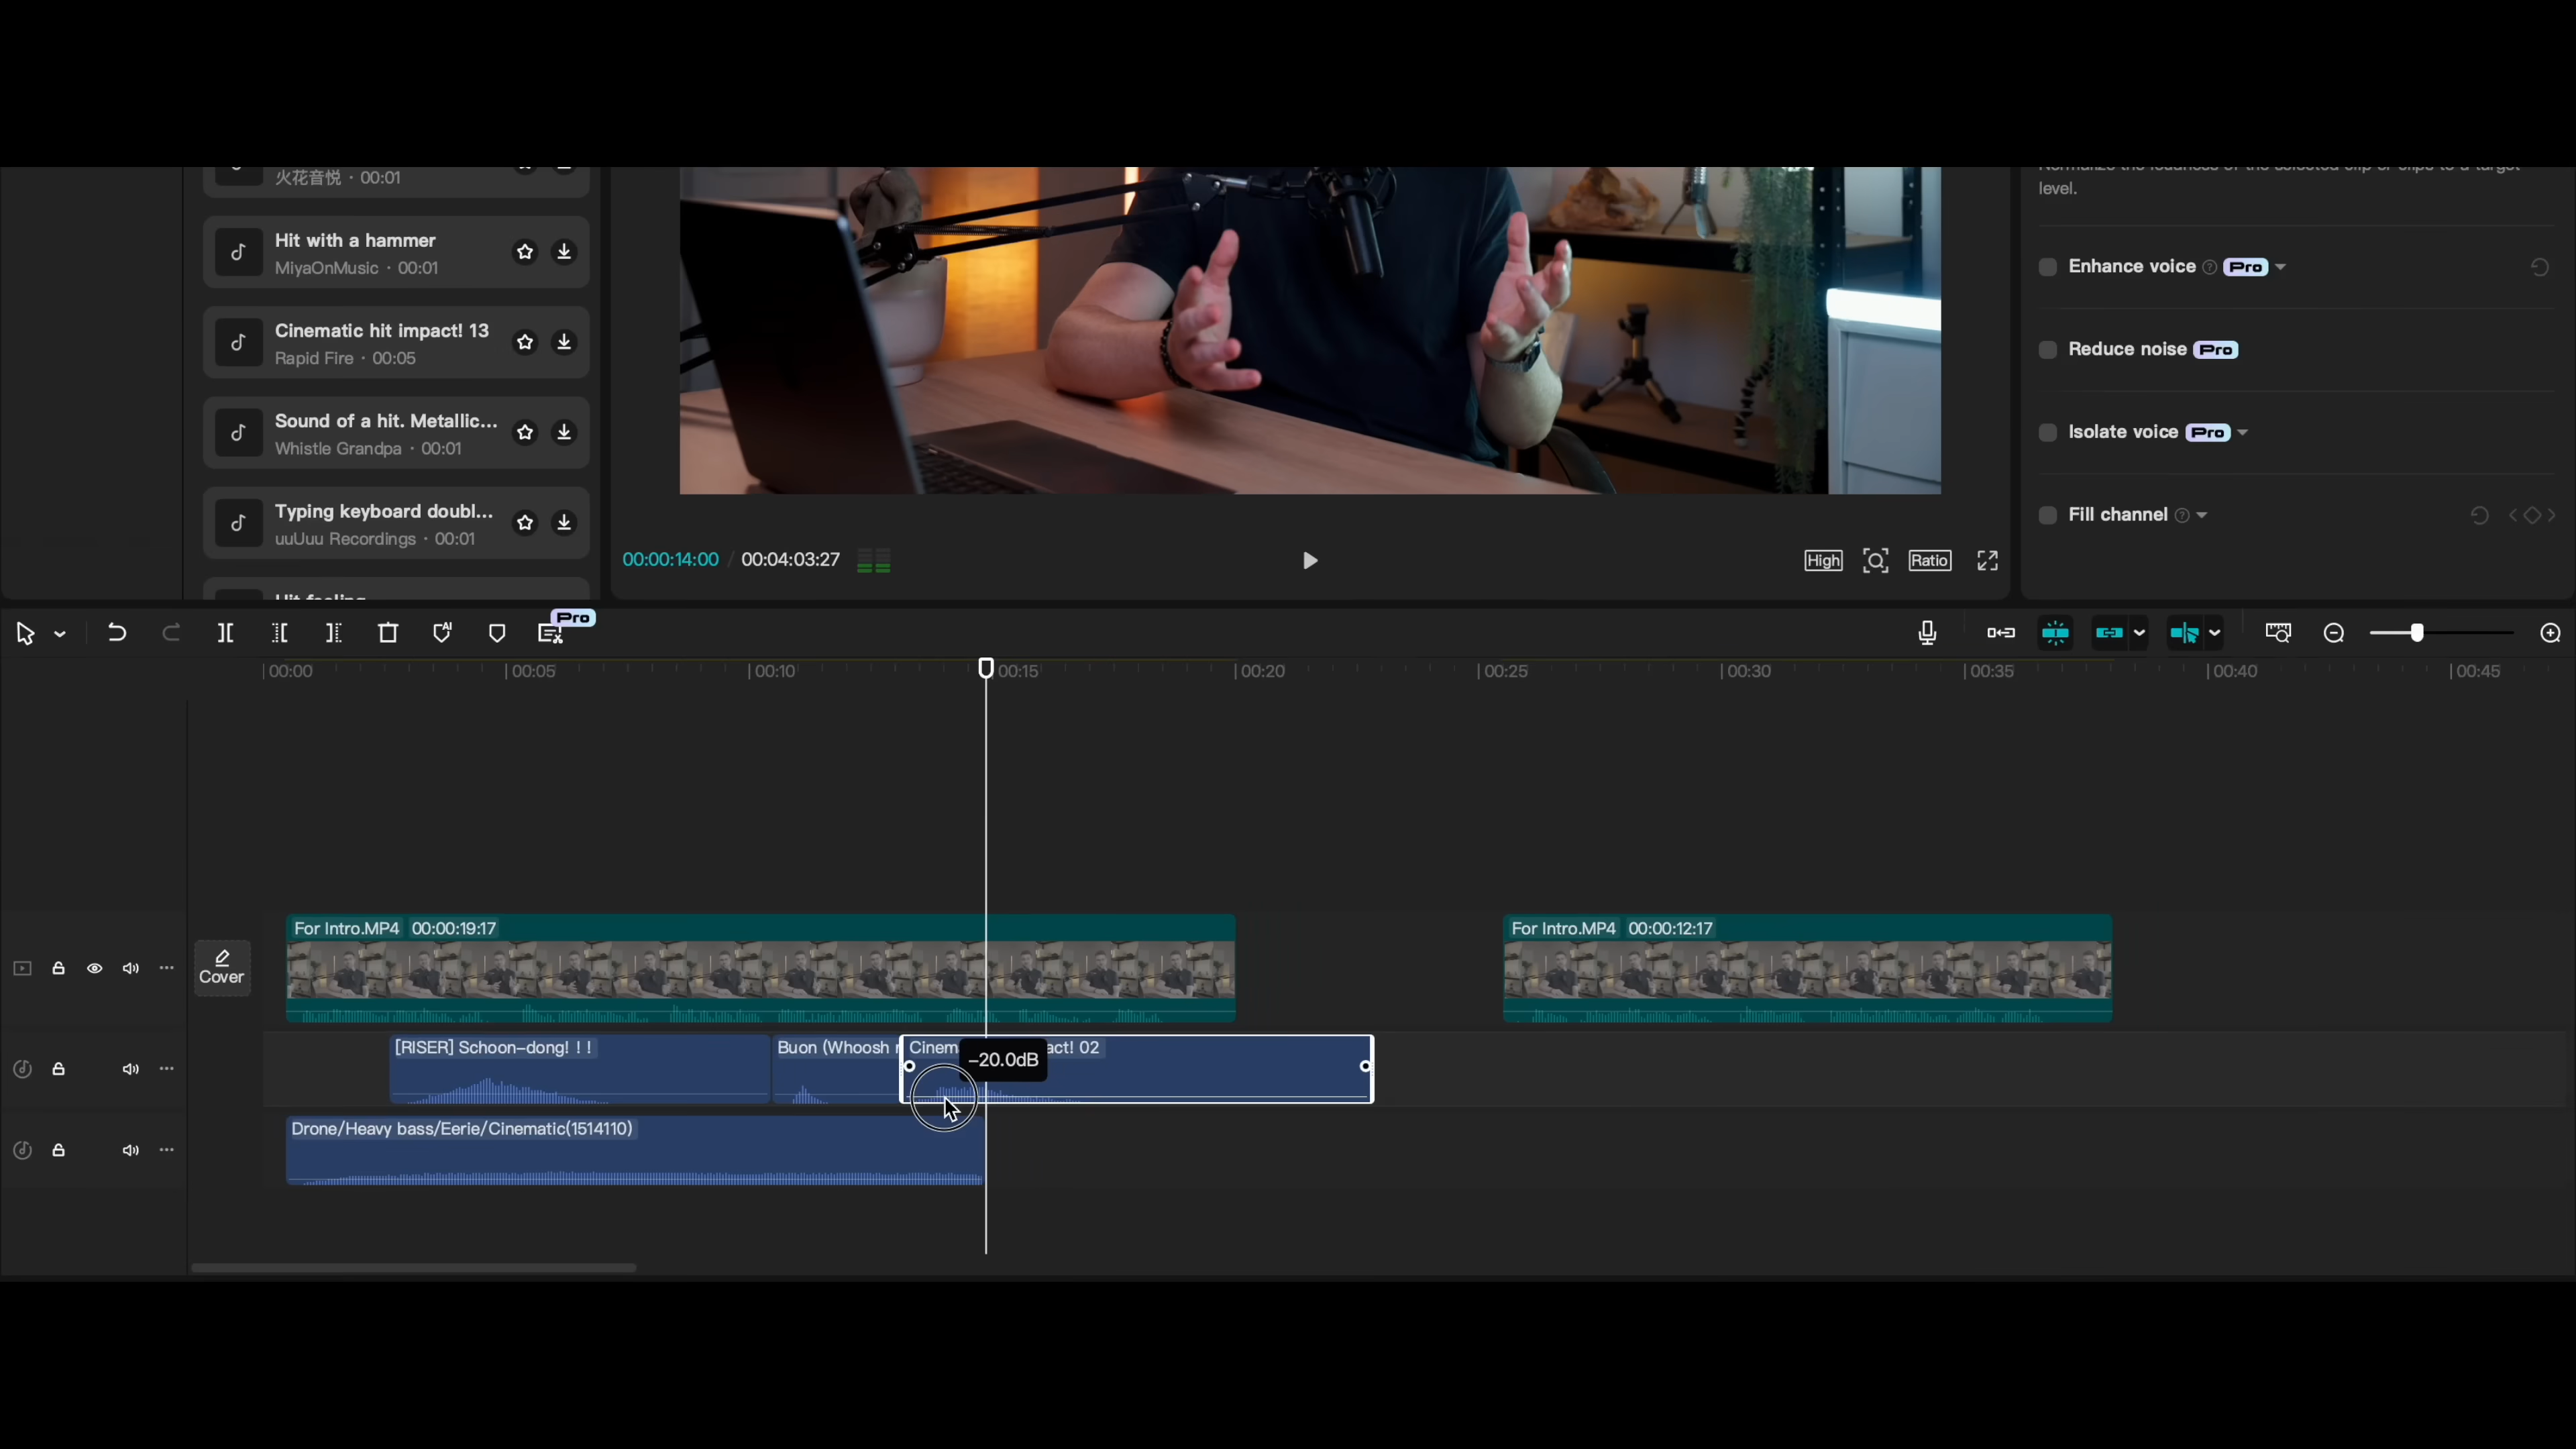 火花音悦 · 00:01
Hit with a hammer
MiyaOnMusic · 00:01
Cinematic hit impact! 13
Rapid Fire · 00:05
Sound of a hit. Metallic...
Whistle Grandpa · 00:01
Typing keyboard doubl...
uuUuu Recordings · 00:01
Hit feeling
00:00:14:00 / 00:04:03:27
High
Ratio
Normalize the loudness of the selected clip or clips to a target
level.
Enhance voice Pro
Reduce noise Pro
Isolate voice Pro
Fill channel
Pro
AI
00:00 00:05 00:10 00:15 00:20 00:25 00:30 00:35 00:40 00:45
Cover
For Intro.MP4 00:00:19:17
For Intro.MP4 00:00:12:17
[RISER] Schoon-dong! ! !
Buon (Whoosh
Cinem
act! 02
-20.0dB
Drone/Heavy bass/Eerie/Cinematic(1514110)